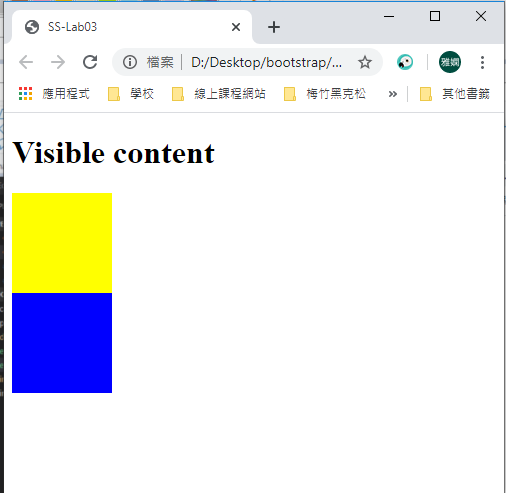 SS-Lab03
檔案 D:/Desktop/bootstrap/...
雅嫻
應用程式 學校 線上課程網站 梅竹黑克松 其他書籤
Visible content